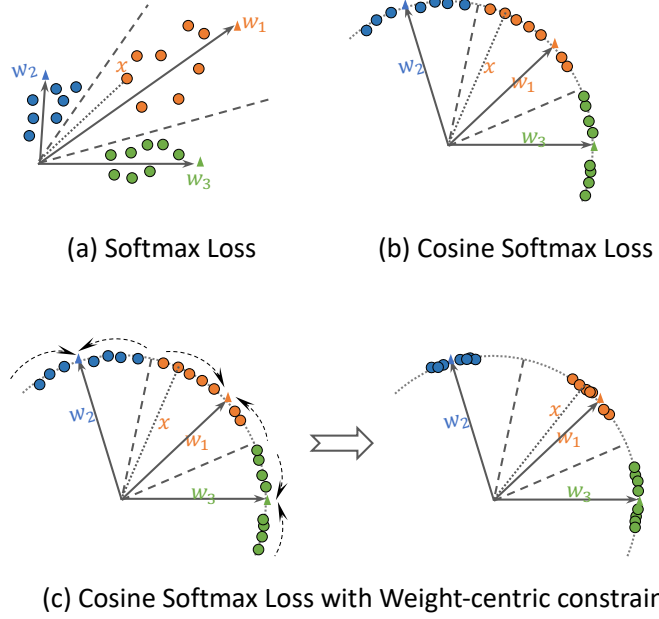 w₁
x
w₂
w₃
(a) Softmax Loss
w₂
x
w₁
w₃
(b) Cosine Softmax Loss
w₂
x
w₁
w₃
w₂
x
w₁
w₃
(c) Cosine Softmax Loss with Weight-centric constrain